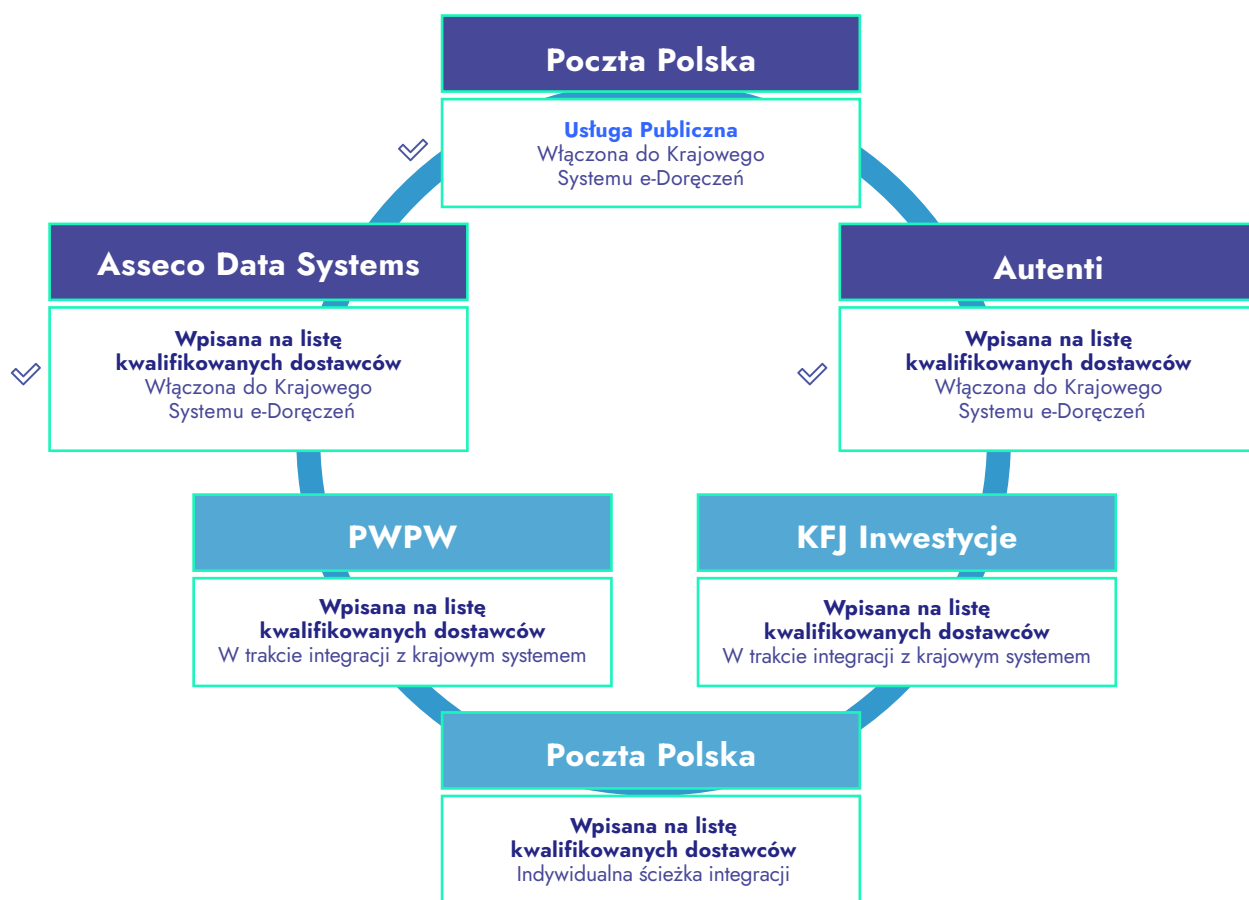 Poczta Polska
Usługa Publiczna
Włączona do Krajowego
Systemu e-Doręczeń
Asseco Data Systems
Wpisana na listę
kwalifikowanych dostawców
Włączona do Krajowego
Systemu e-Doręczeń
Autenti
Wpisana na listę
kwalifikowanych dostawców
Włączona do Krajowego
Systemu e-Doręczeń
PWPW
Wpisana na listę
kwalifikowanych dostawców
W trakcie integracji z krajowym systemem
KFJ Inwestycje
Wpisana na listę
kwalifikowanych dostawców
W trakcie integracji z krajowym systemem
Poczta Polska
Wpisana na listę
kwalifikowanych dostawców
Indywidualna ścieżka integracji